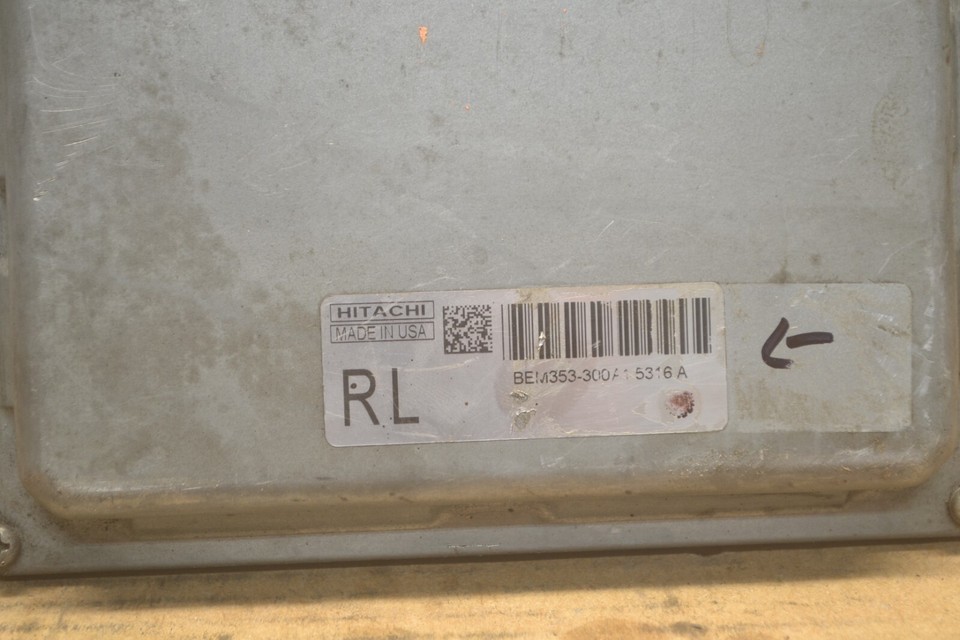 HITACHI
MADE IN USA
RL
BEM353-300A1 5316 A